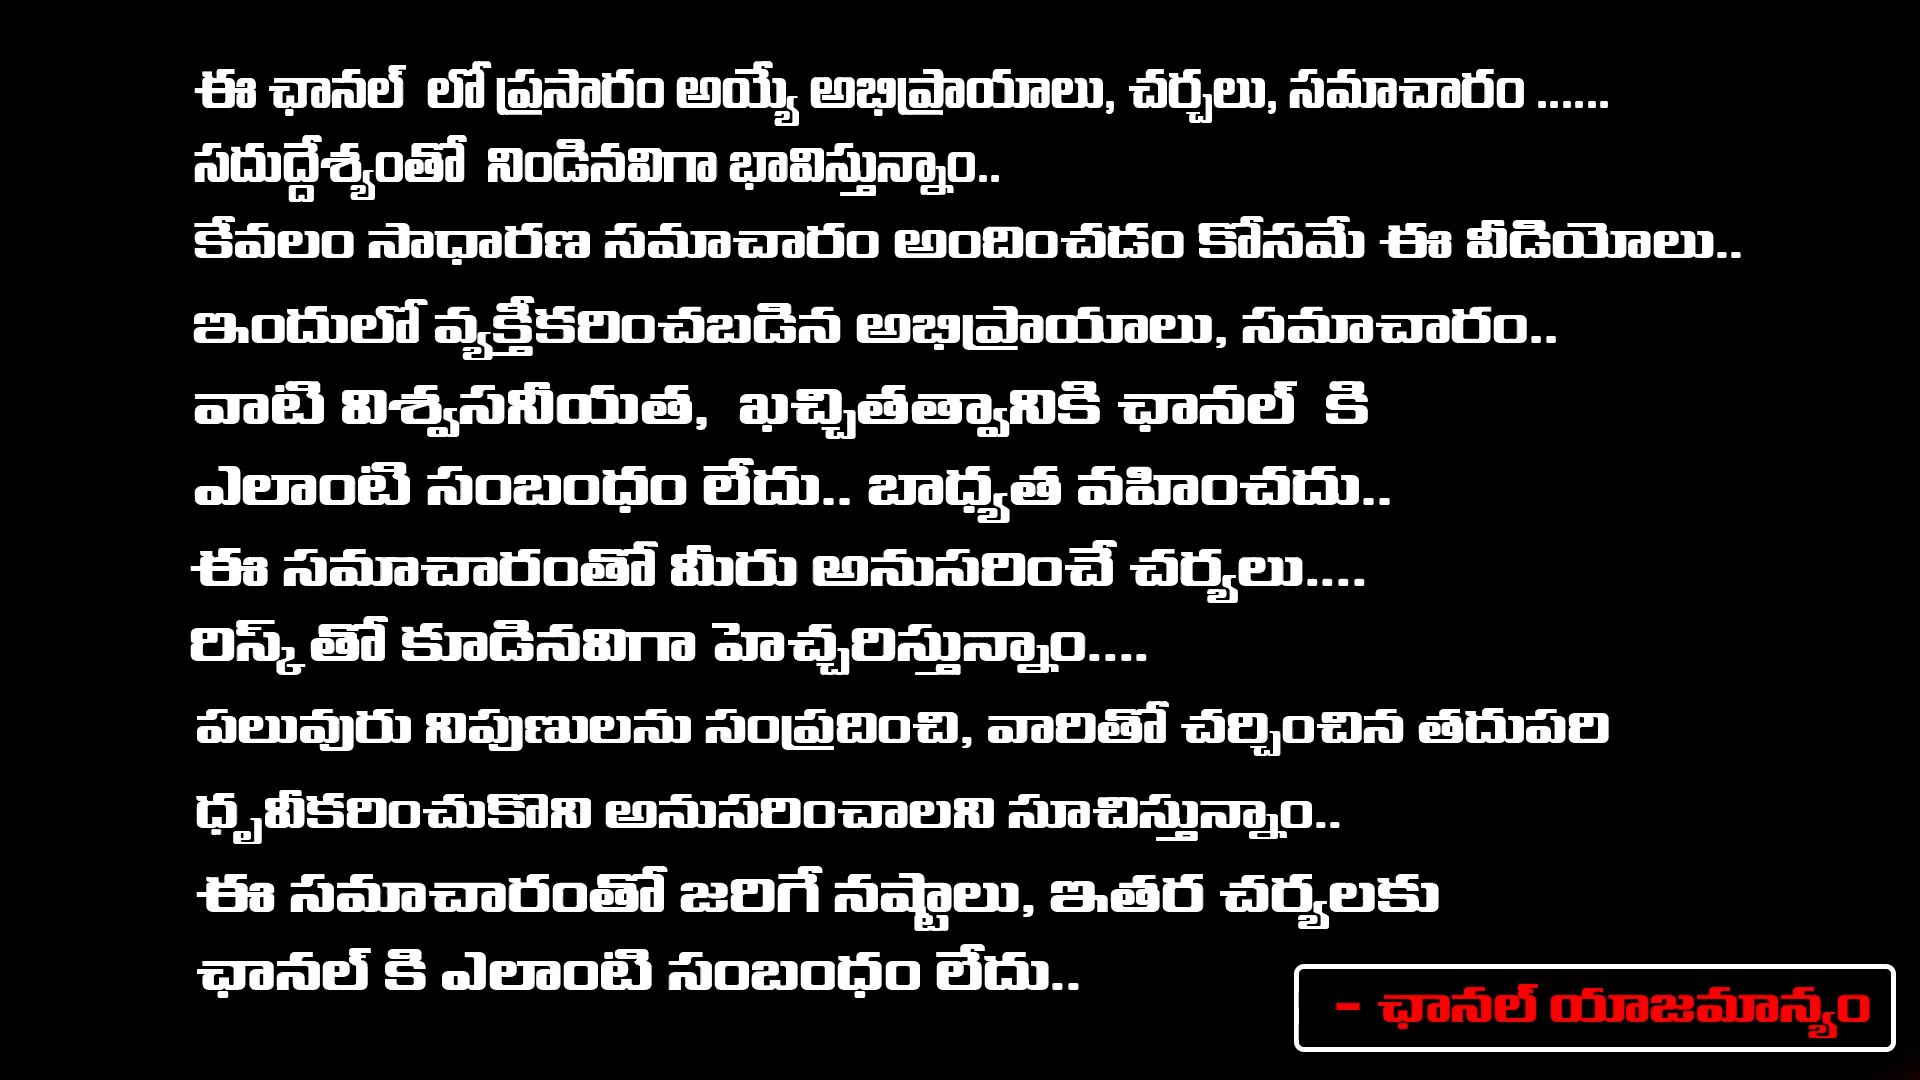 ఈ ఛానల్ లో ప్రసారం అయ్యే అభిప్రాయాలు, చర్చలు, సమాచారం ......
సదుద్దేశ్యంతో నిండినవిగా భావిస్తున్నాం..
కేవలం సాధారణ సమాచారం అందించడం కోసమే ఈ వీడియోలు..
ఇందులో వ్యక్తీకరించబడిన అభిప్రాయాలు, సమాచారం..
వాటి విశ్వసనీయత, ఖచ్చితత్వానికి ఛానల్ కి
ఎలాంటి సంబంధం లేదు.. బాధ్యత వహించదు..
ఈ సమాచారంతో మీరు అనుసరించే చర్యలు....
రిస్క్ తో కూడినవిగా హెచ్చరిస్తున్నాం....
పలువురు నిపుణులను సంప్రదించి, వారితో చర్చించిన తదుపరి
ధృవీకరించుకొని అనుసరించాలని సూచిస్తున్నాం..
ఈ సమాచారంతో జరిగే నష్టాలు, ఇతర చర్యలకు
ఛానల్ కి ఎలాంటి సంబంధం లేదు..
- ఛానల్ యాజమాన్యం